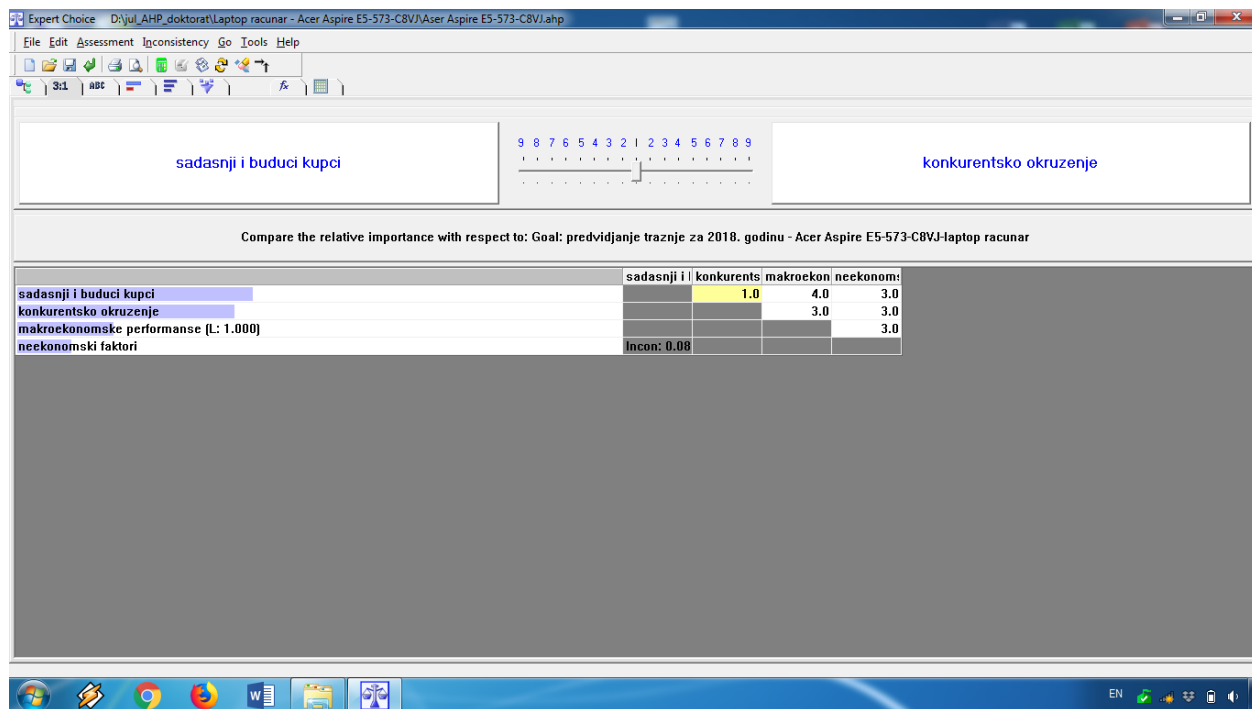 Expert Choice D:\jul_AHP_doktorat\Laptop racunar - Acer Aspire E5-573-C8VJ\Aser Aspire E5-573-C8VJ.ahp
File Edit Assessment Inconsistency Go Tools Help
3:1 ABC fx
9 8 7 6 5 4 3 2 1 2 3 4 5 6 7 8 9
sadasnji i buduci kupci konkurentsko okruzenje
Compare the relative importance with respect to: Goal: predvidjanje traznje za 2018. godinu - Acer Aspire E5-573-C8VJ-laptop racunar
sadasnji i konkurents makroekon neekonom
sadasnji i buduci kupci 1.0 4.0 3.0
konkurentsko okruzenje 3.0 3.0
makroekonomske performanse (L: 1.000) 3.0
neekonomski faktori Incon: 0.08
EN